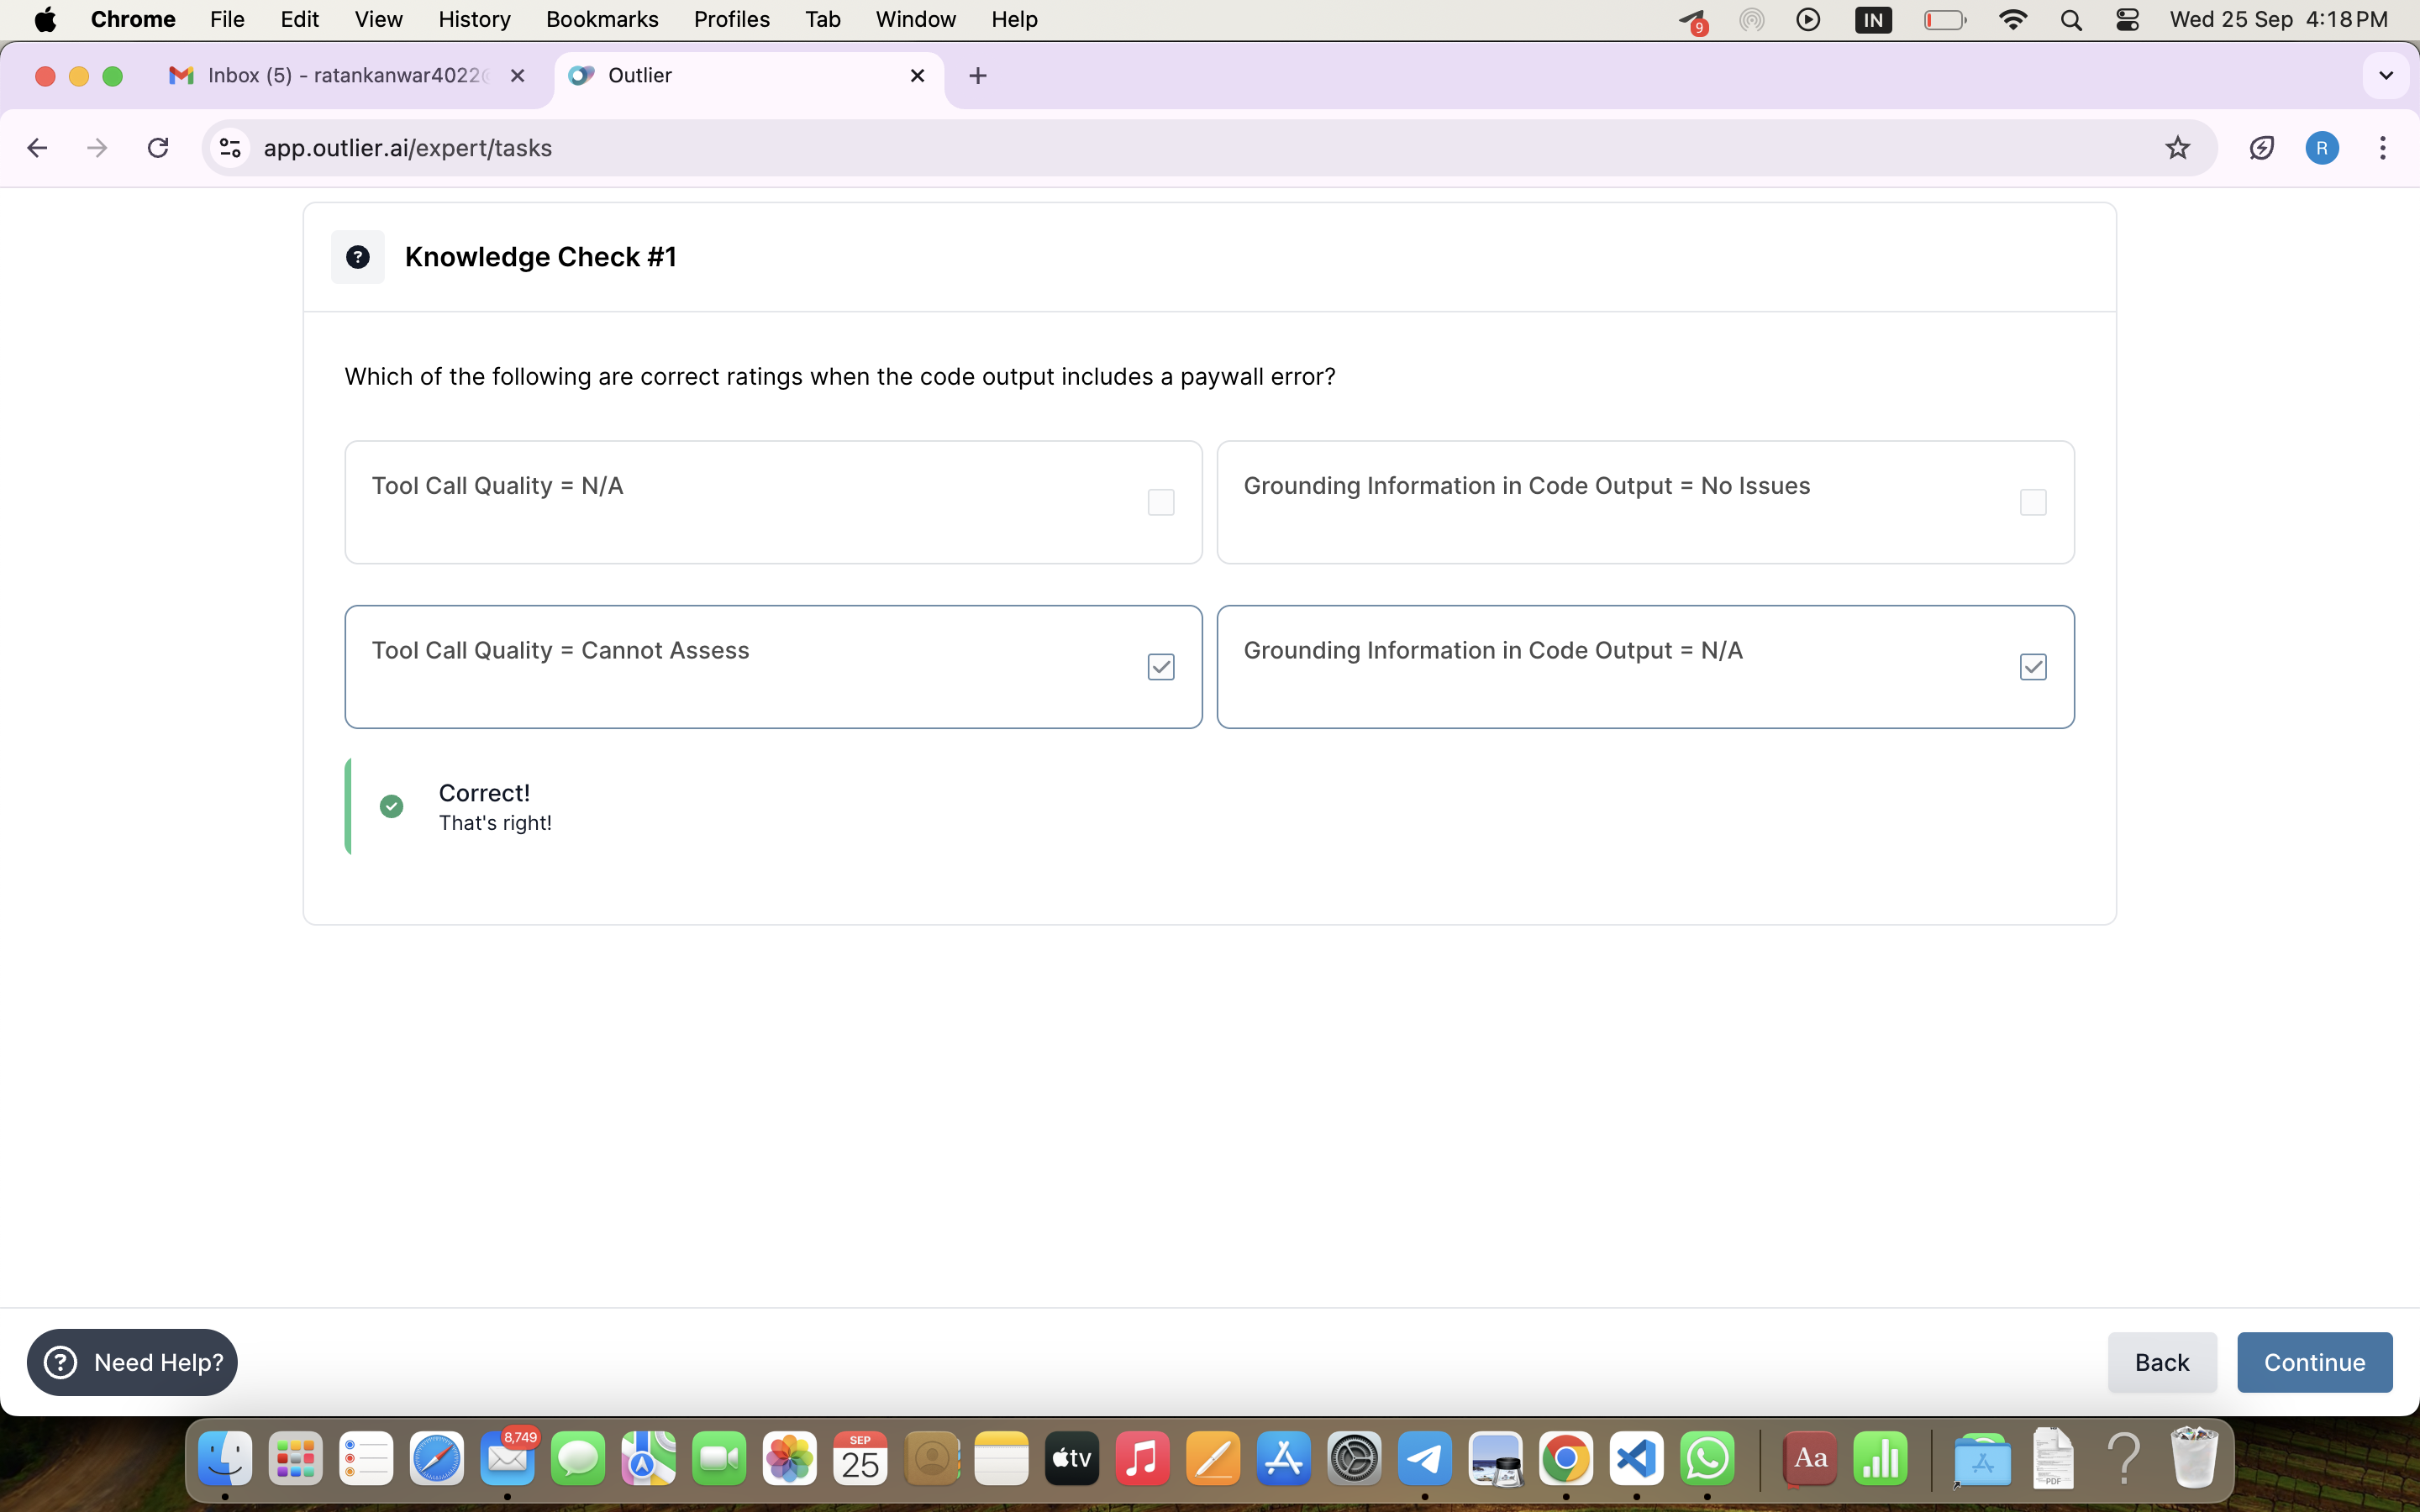 Chrome File Edit View History Bookmarks Profiles Tab Window Help 9 IN Wed 25 Sep 4:18 PM
Inbox (5) - ratankanwar4022 Outlier
app.outlier.ai/expert/tasks R
? Knowledge Check #1
Which of the following are correct ratings when the code output includes a paywall error?
Tool Call Quality = N/A Grounding Information in Code Output = No Issues
Tool Call Quality = Cannot Assess Grounding Information in Code Output = N/A
Correct!
That's right!
? Need Help? Back Continue
8,749 SEP 25 tv Aa PDF ?